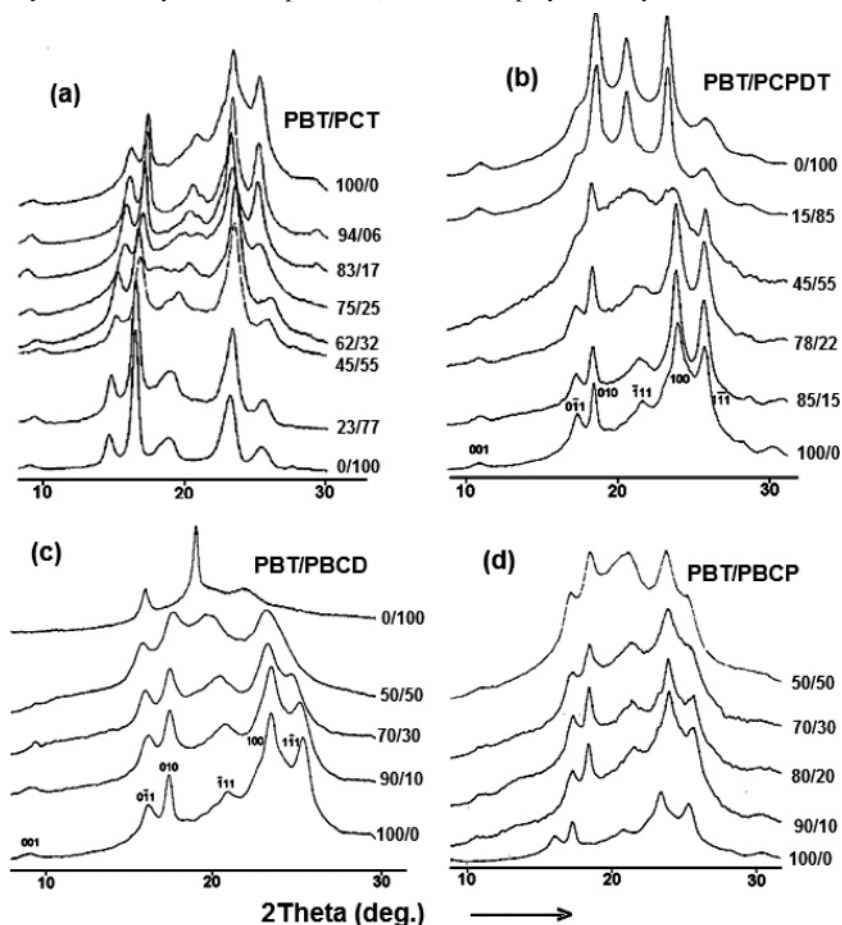 (a)
PBT/PCT
100/0
94/06
83/17
75/25
62/32
45/55
23/77
0/100
10 20 30
(b)
PBT/PCPDT
0/100
15/85
45/55
78/22
85/15
100/0
001
01̄1
010
1̄11
100
11̄1
10 20 30
(c)
PBT/PBCD
0/100
50/50
70/30
90/10
100/0
001
01̄1
010
1̄11
100
11̄1
10 20 30
(d)
PBT/PBCP
50/50
70/30
80/20
90/10
100/0
10 20 30
2Theta (deg.)